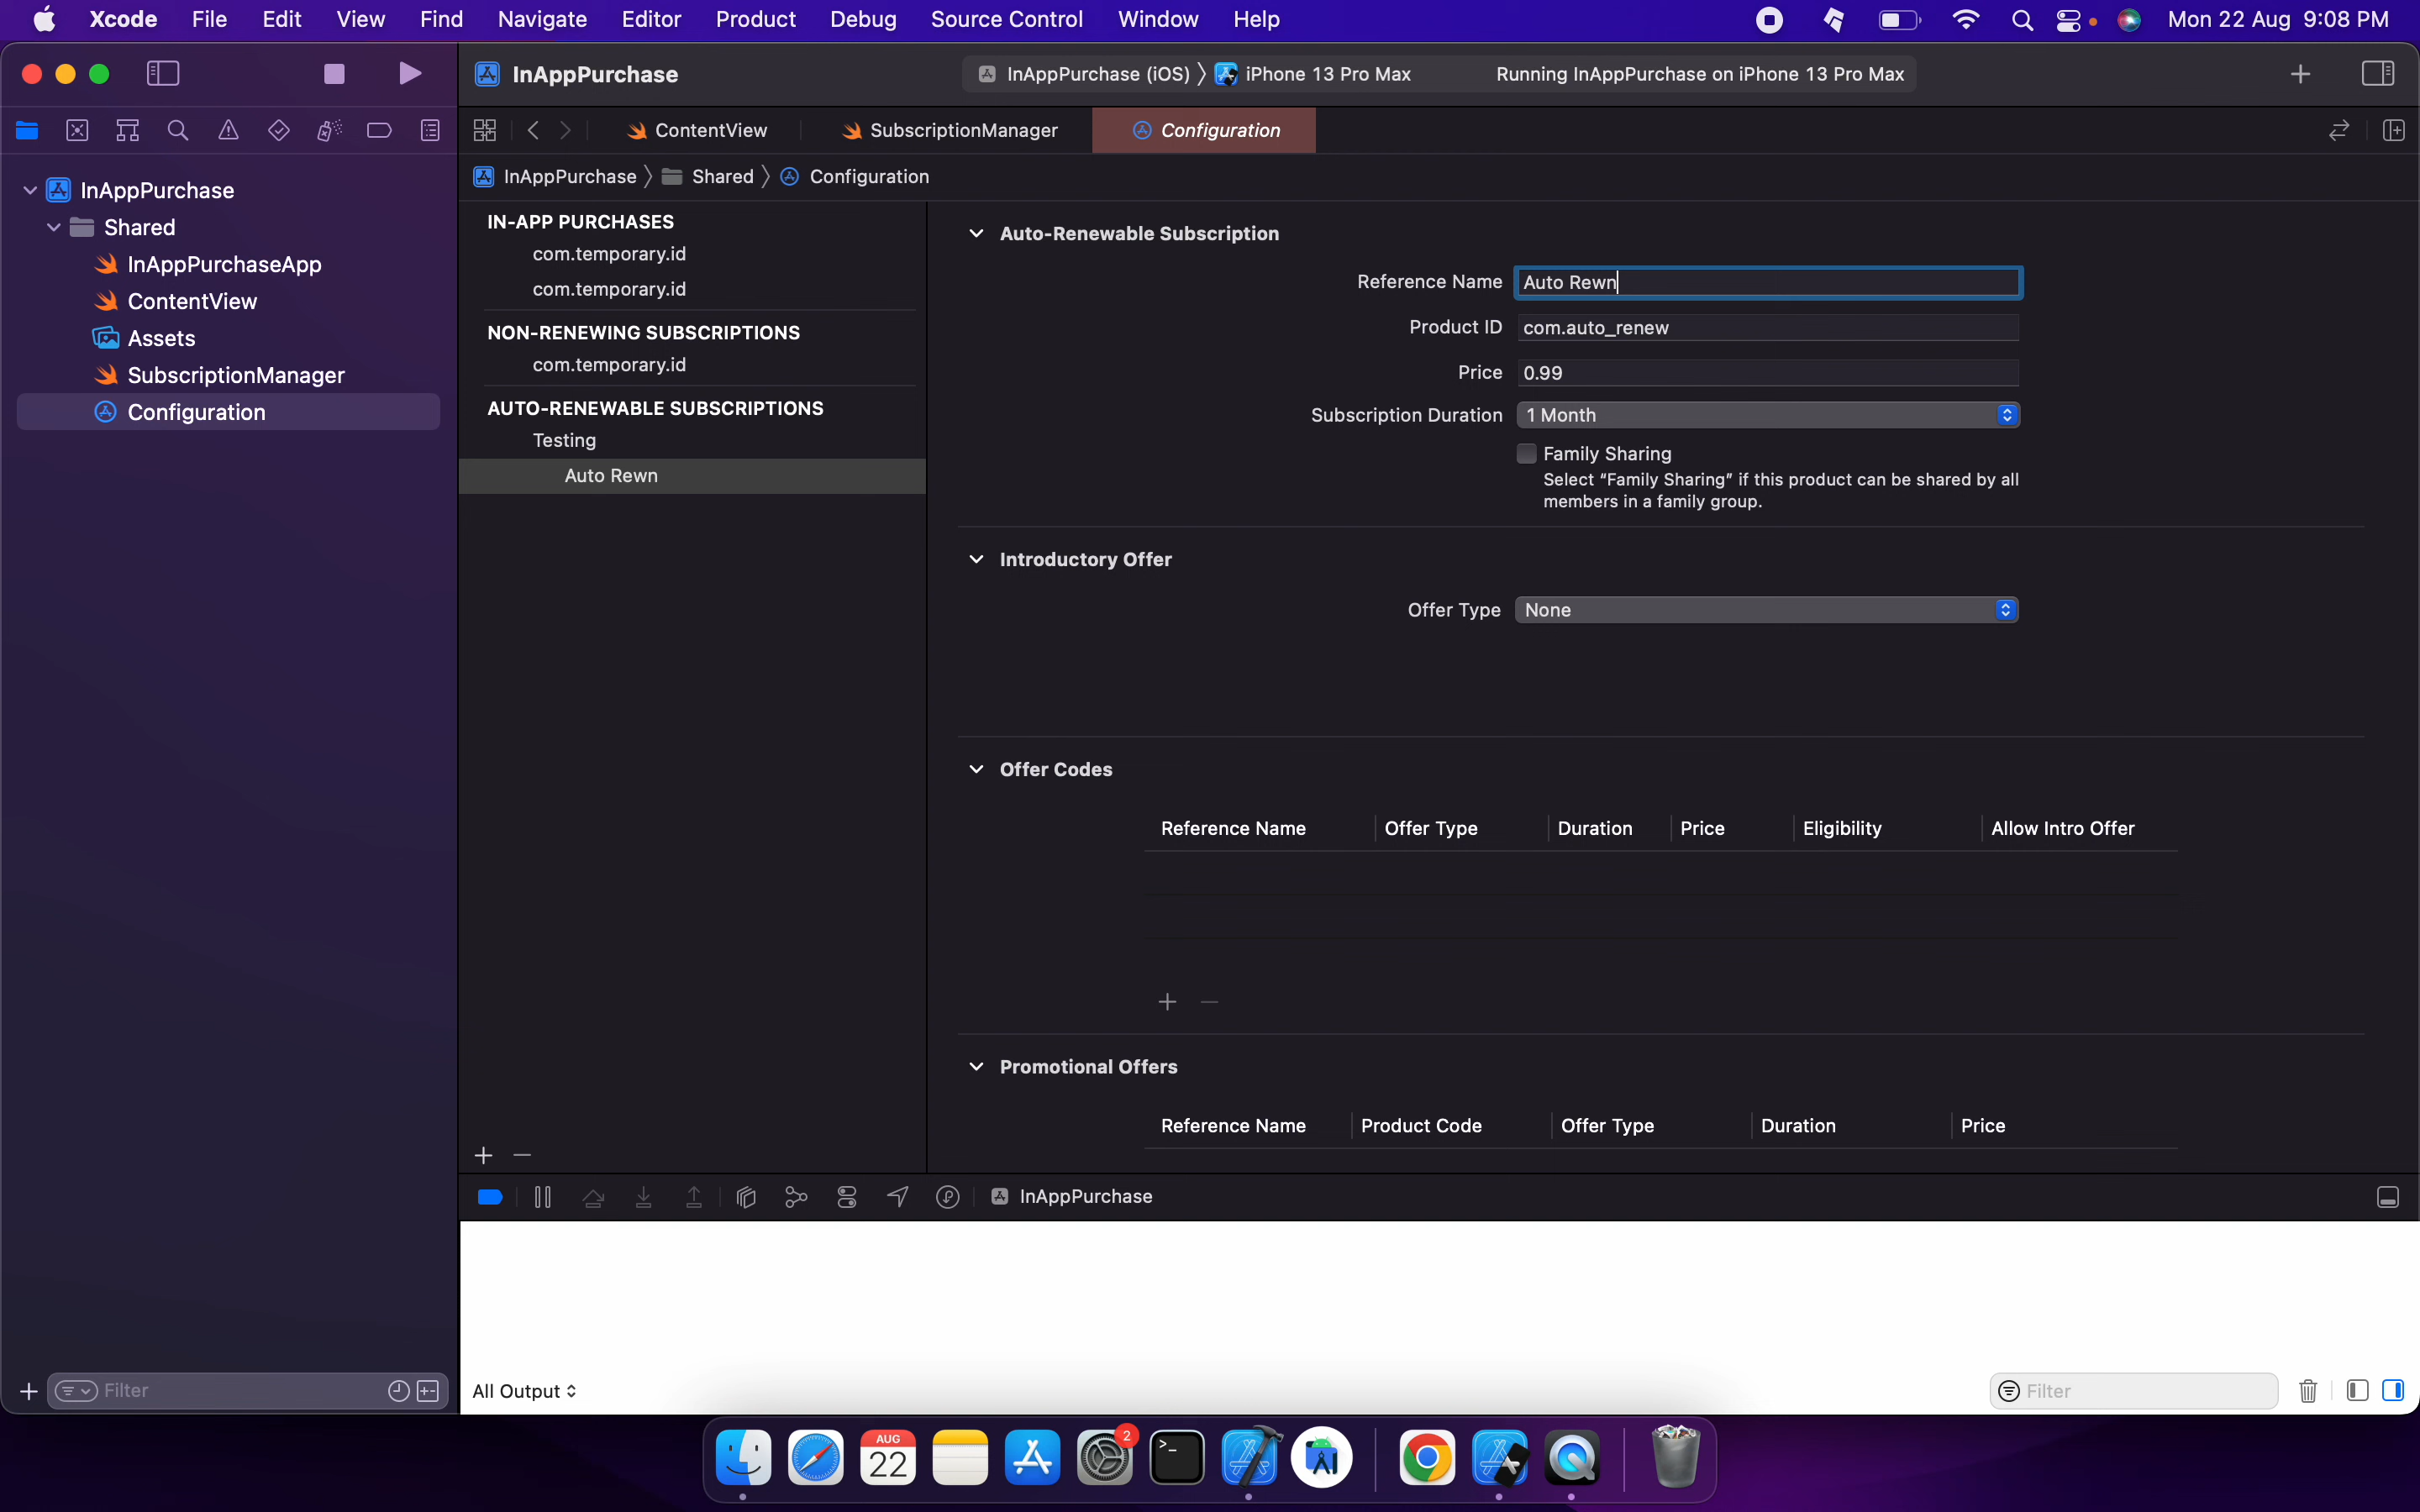 Xcode File Edit View Find Navigate Editor Product Debug Source Control Window Help Mon 22 Aug 9:08 PM
InAppPurchase InAppPurchase (iOS) iPhone 13 Pro Max Running InAppPurchase on iPhone 13 Pro Max
ContentView SubscriptionManager Configuration
InAppPurchase Shared Configuration
InAppPurchase
Shared
InAppPurchaseApp
ContentView
Assets
SubscriptionManager
Configuration
Filter
IN-APP PURCHASES
com.temporary.id
com.temporary.id
NON-RENEWING SUBSCRIPTIONS
com.temporary.id
AUTO-RENEWABLE SUBSCRIPTIONS
Testing
Auto Rewn
Auto-Renewable Subscription
Reference Name Auto Rewn
Product ID com.auto_renew
Price 0.99
Subscription Duration 1 Month
Family Sharing
Select “Family Sharing” if this product can be shared by all
members in a family group.
Introductory Offer
Offer Type None
Offer Codes
Reference Name Offer Type Duration Price Eligibility Allow Intro Offer
Promotional Offers
Reference Name Product Code Offer Type Duration Price
InAppPurchase
All Output Filter
AUG
22
2